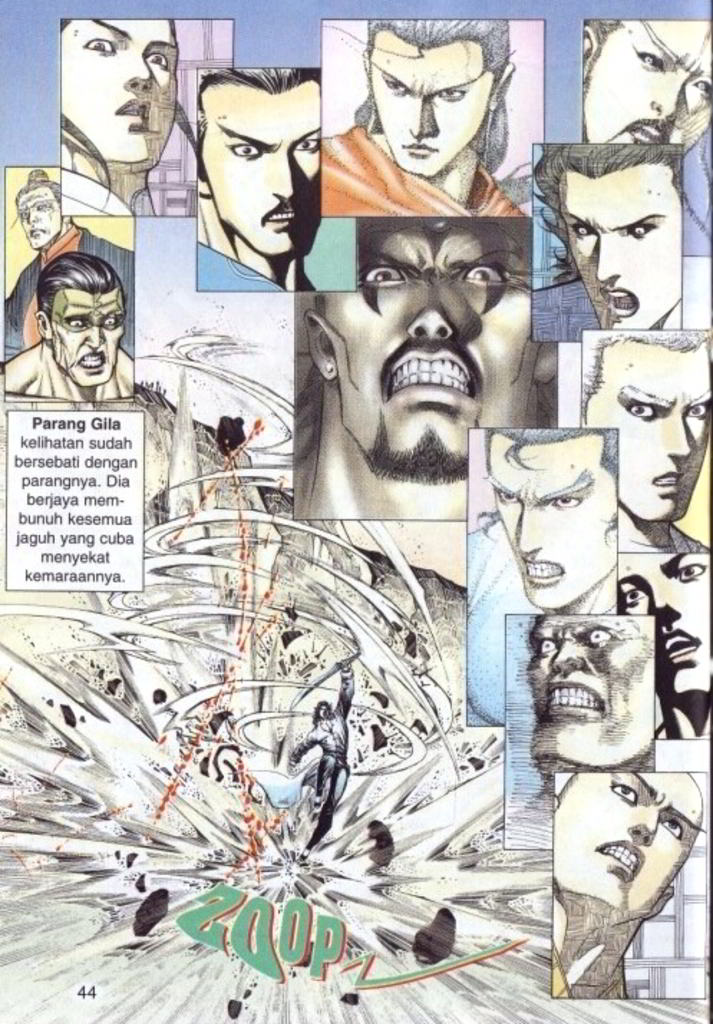 Parang Gila
kelihatan sudah
bersebati dengan
parangnya. Dia
berjaya mem-
bunuh kesemua
jaguh yang cuba
menyekat
kemaraannya.
ZOOP
44